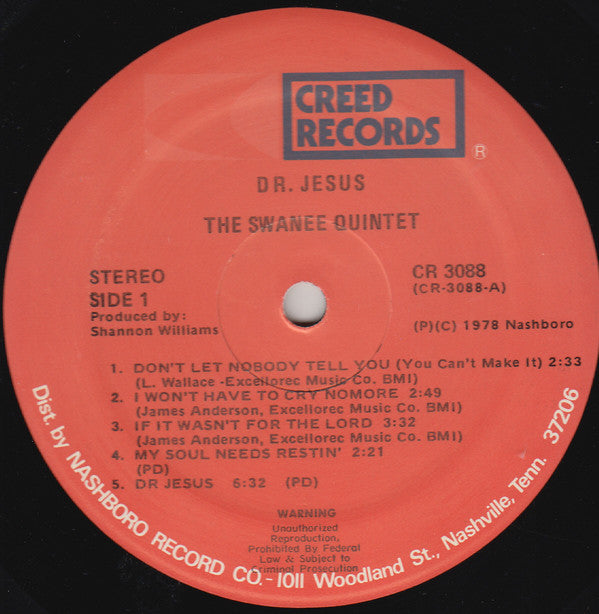 CREED
RECORDS
®
DR. JESUS
THE SWANEE QUINTET
STEREO
SIDE 1
Produced by:
Shannon Williams
CR 3088
(CR-3088-A)
(P)(C) 1978 Nashboro
1. DON'T LET NOBODY TELL YOU (You Can't Make It) 2:33
(L. Wallace -Excellorec Music Co. BMI)
2. I WON'T HAVE TO CRY NOMORE 2:49
(James Anderson, Excellorec Music Co. BMI)
3. IF IT WASN'T FOR THE LORD 3:32
(James Anderson, Excellorec Music Co. BMI)
4. MY SOUL NEEDS RESTIN' 2:21
(PD)
5. DR JESUS 6:32 (PD)
WARNING
Unauthorized
Reproduction,
Prohibited By Federal
Law & Subject to
Criminal Prosecution
Dist. by NASHBORO RECORD CO.-1011 Woodland St., Nashville, Tenn. 37206